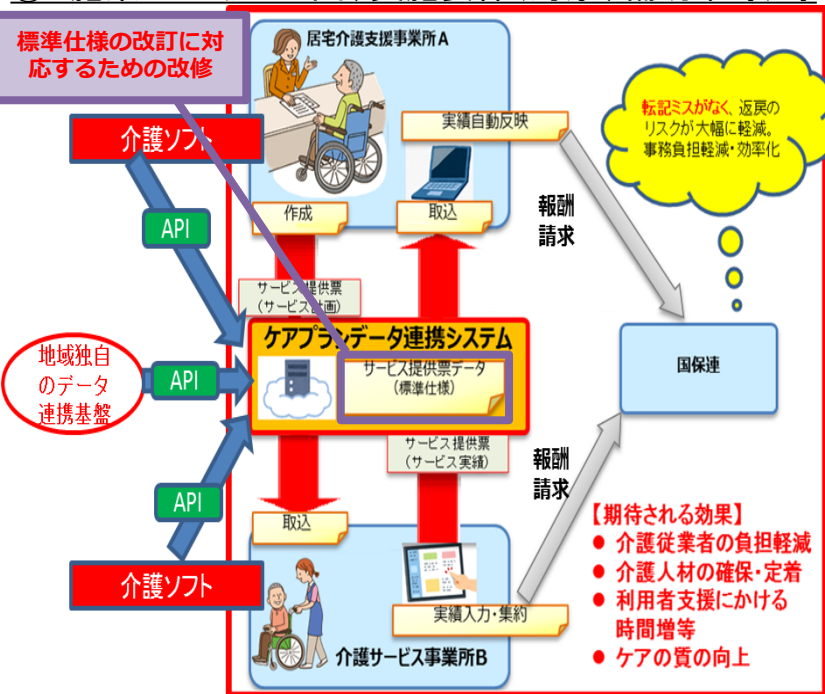 標準仕様の改訂に対
応するための改修
居宅介護支援事業所A
実績自動反映
転記ミスがなく、返戻の
リスクが大幅に軽減。
事務負担軽減・効率化
介護ソフト
作成
取込
報酬
請求
API
サービス提供票
(サービス計画)
ケアプランデータ連携システム
サービス提供票データ
(標準仕様)
地域独自
のデータ
連携基盤
API
国保連
サービス提供票
(サービス実績)
報酬
請求
API
取込
【期待される効果】
● 介護従業者の負担軽減
● 介護人材の確保・定着
● 利用者支援にかける
時間増等
● ケアの質の向上
介護ソフト
実績入力・集約
介護サービス事業所B